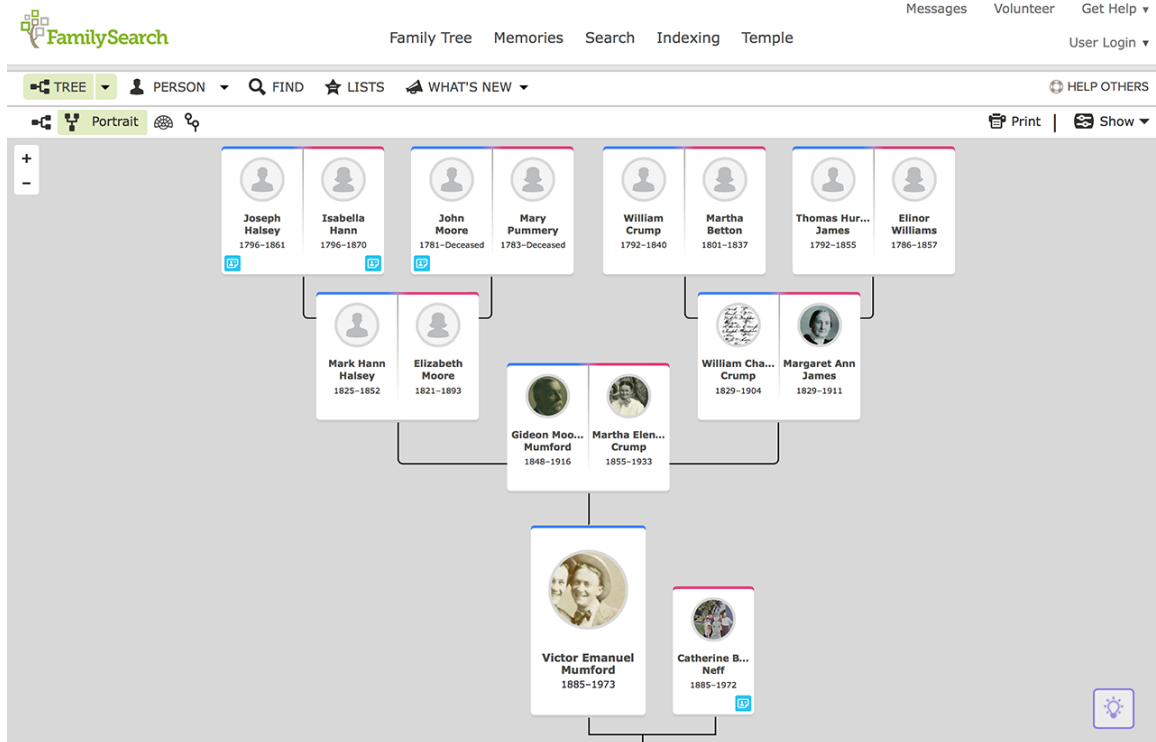 Messages Volunteer Get Help
FamilySearch
Family Tree Memories Search Indexing Temple
User Login
TREE PERSON FIND LISTS WHAT'S NEW HELP OTHERS
Portrait Print Show
+
−
Joseph Halsey
1796–1861
Isabella Hann
1796–1870
John Moore
1781–Deceased
Mary Pummery
1783–Deceased
William Crump
1792–1840
Martha Betton
1801–1837
Thomas Hur... James
1792–1855
Elinor Williams
1786–1857
Mark Hann Halsey
1825–1852
Elizabeth Moore
1821–1893
William Cha... Crump
1829–1904
Margaret Ann James
1829–1911
Gideon Moo... Mumford
1848–1916
Martha Elen... Crump
1855–1933
Victor Emanuel Mumford
1885–1973
Catherine B... Neff
1885–1972